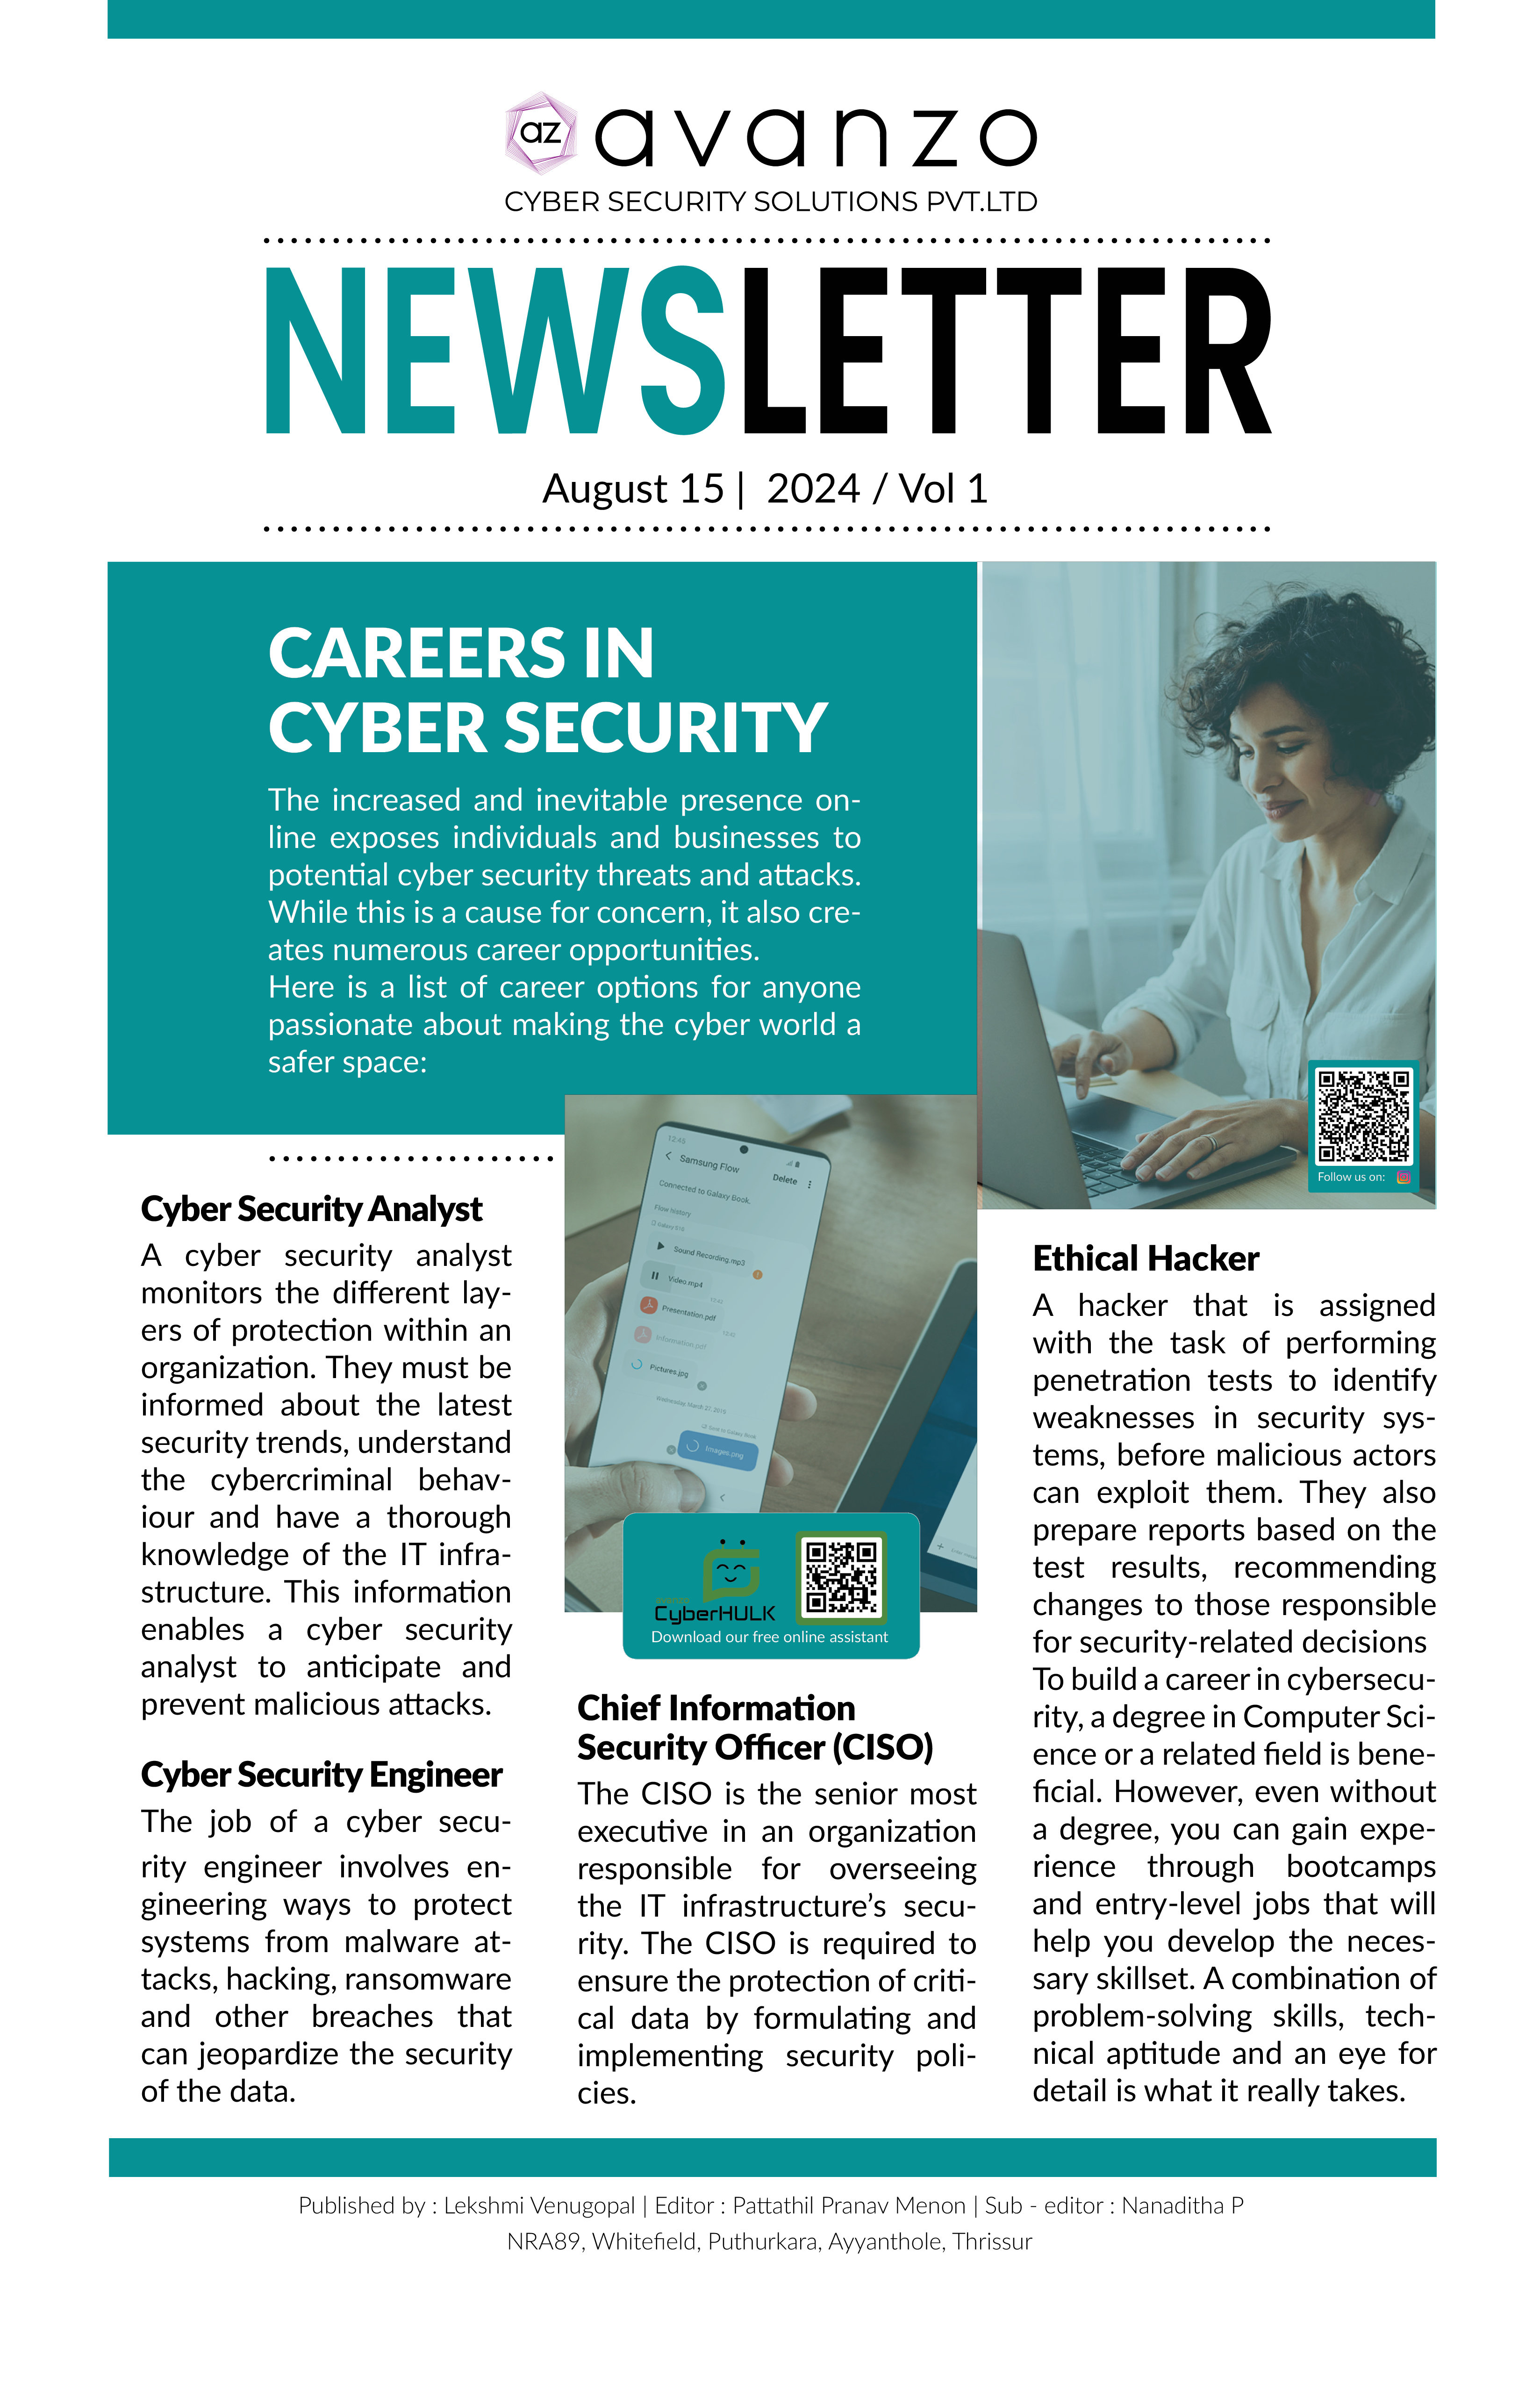 az avanzo
CYBER SECURITY SOLUTIONS PVT.LTD
NEWSLETTER
August 15 | 2024 / Vol 1
CAREERS IN
CYBER SECURITY
The increased and inevitable presence on-
line exposes individuals and businesses to
potential cyber security threats and attacks.
While this is a cause for concern, it also cre-
ates numerous career opportunities.
Here is a list of career options for anyone
passionate about making the cyber world a
safer space:
Follow us on:
Cyber Security Analyst
A cyber security analyst
monitors the different lay-
ers of protection within an
organization. They must be
informed about the latest
security trends, understand
the cybercriminal behav-
iour and have a thorough
knowledge of the IT infra-
structure. This information
enables a cyber security
analyst to anticipate and
prevent malicious attacks.
Cyber Security Engineer
The job of a cyber secu-
rity engineer involves en-
gineering ways to protect
systems from malware at-
tacks, hacking, ransomware
and other breaches that
can jeopardize the security
of the data.
12:45
Samsung Flow
Delete
Connected to Galaxy Book.
Flow history
Sound Recording.mp3
Video.mp4
Presentation.pdf
Information.pdf
Pictures.jpg
Images.png
CyberHULK
Download our free online assistant
Chief Information
Security Officer (CISO)
The CISO is the senior most
executive in an organization
responsible for overseeing
the IT infrastructure’s secu-
rity. The CISO is required to
ensure the protection of criti-
cal data by formulating and
implementing security poli-
cies.
Ethical Hacker
A hacker that is assigned
with the task of performing
penetration tests to identify
weaknesses in security sys-
tems, before malicious actors
can exploit them. They also
prepare reports based on the
test results, recommending
changes to those responsible
for security-related decisions
To build a career in cybersecu-
rity, a degree in Computer Sci-
ence or a related field is bene-
ficial. However, even without
a degree, you can gain expe-
rience through bootcamps
and entry-level jobs that will
help you develop the neces-
sary skillset. A combination of
problem-solving skills, tech-
nical aptitude and an eye for
detail is what it really takes.
Published by : Lekshmi Venugopal | Editor : Pattathil Pranav Menon | Sub - editor : Nanaditha P
NRA89, Whitefield, Puthurkara, Ayyanthole, Thrissur